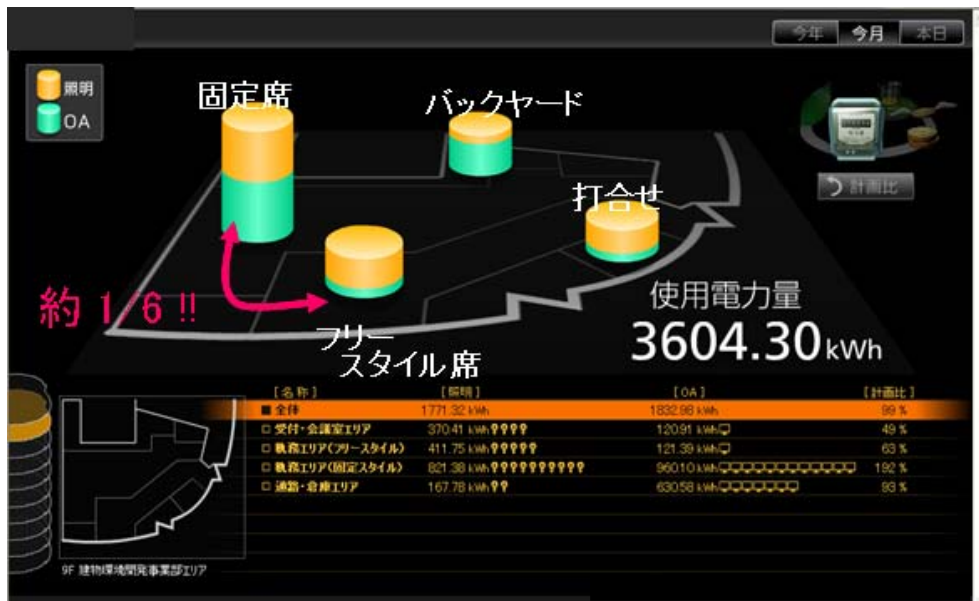 今年 今月 本日
照明
OA
固定席
バックヤード
打合せ
計画比
約1/6!!
フリー
スタイル席
使用電力量
3604.30 kWh
[名称] [照明] [OA] [計画比]
全体 1771.32 kWh 1832.98 kWh 99 %
受付・会議室エリア 370.41 kWh 120.91 kWh 49 %
執務エリア(フリースタイル) 411.75 kWh 121.39 kWh 63 %
執務エリア(固定スタイル) 821.38 kWh 960.10 kWh 192 %
通路・倉庫エリア 167.78 kWh 630.58 kWh 93 %
9F 建物環境開発事業部エリア